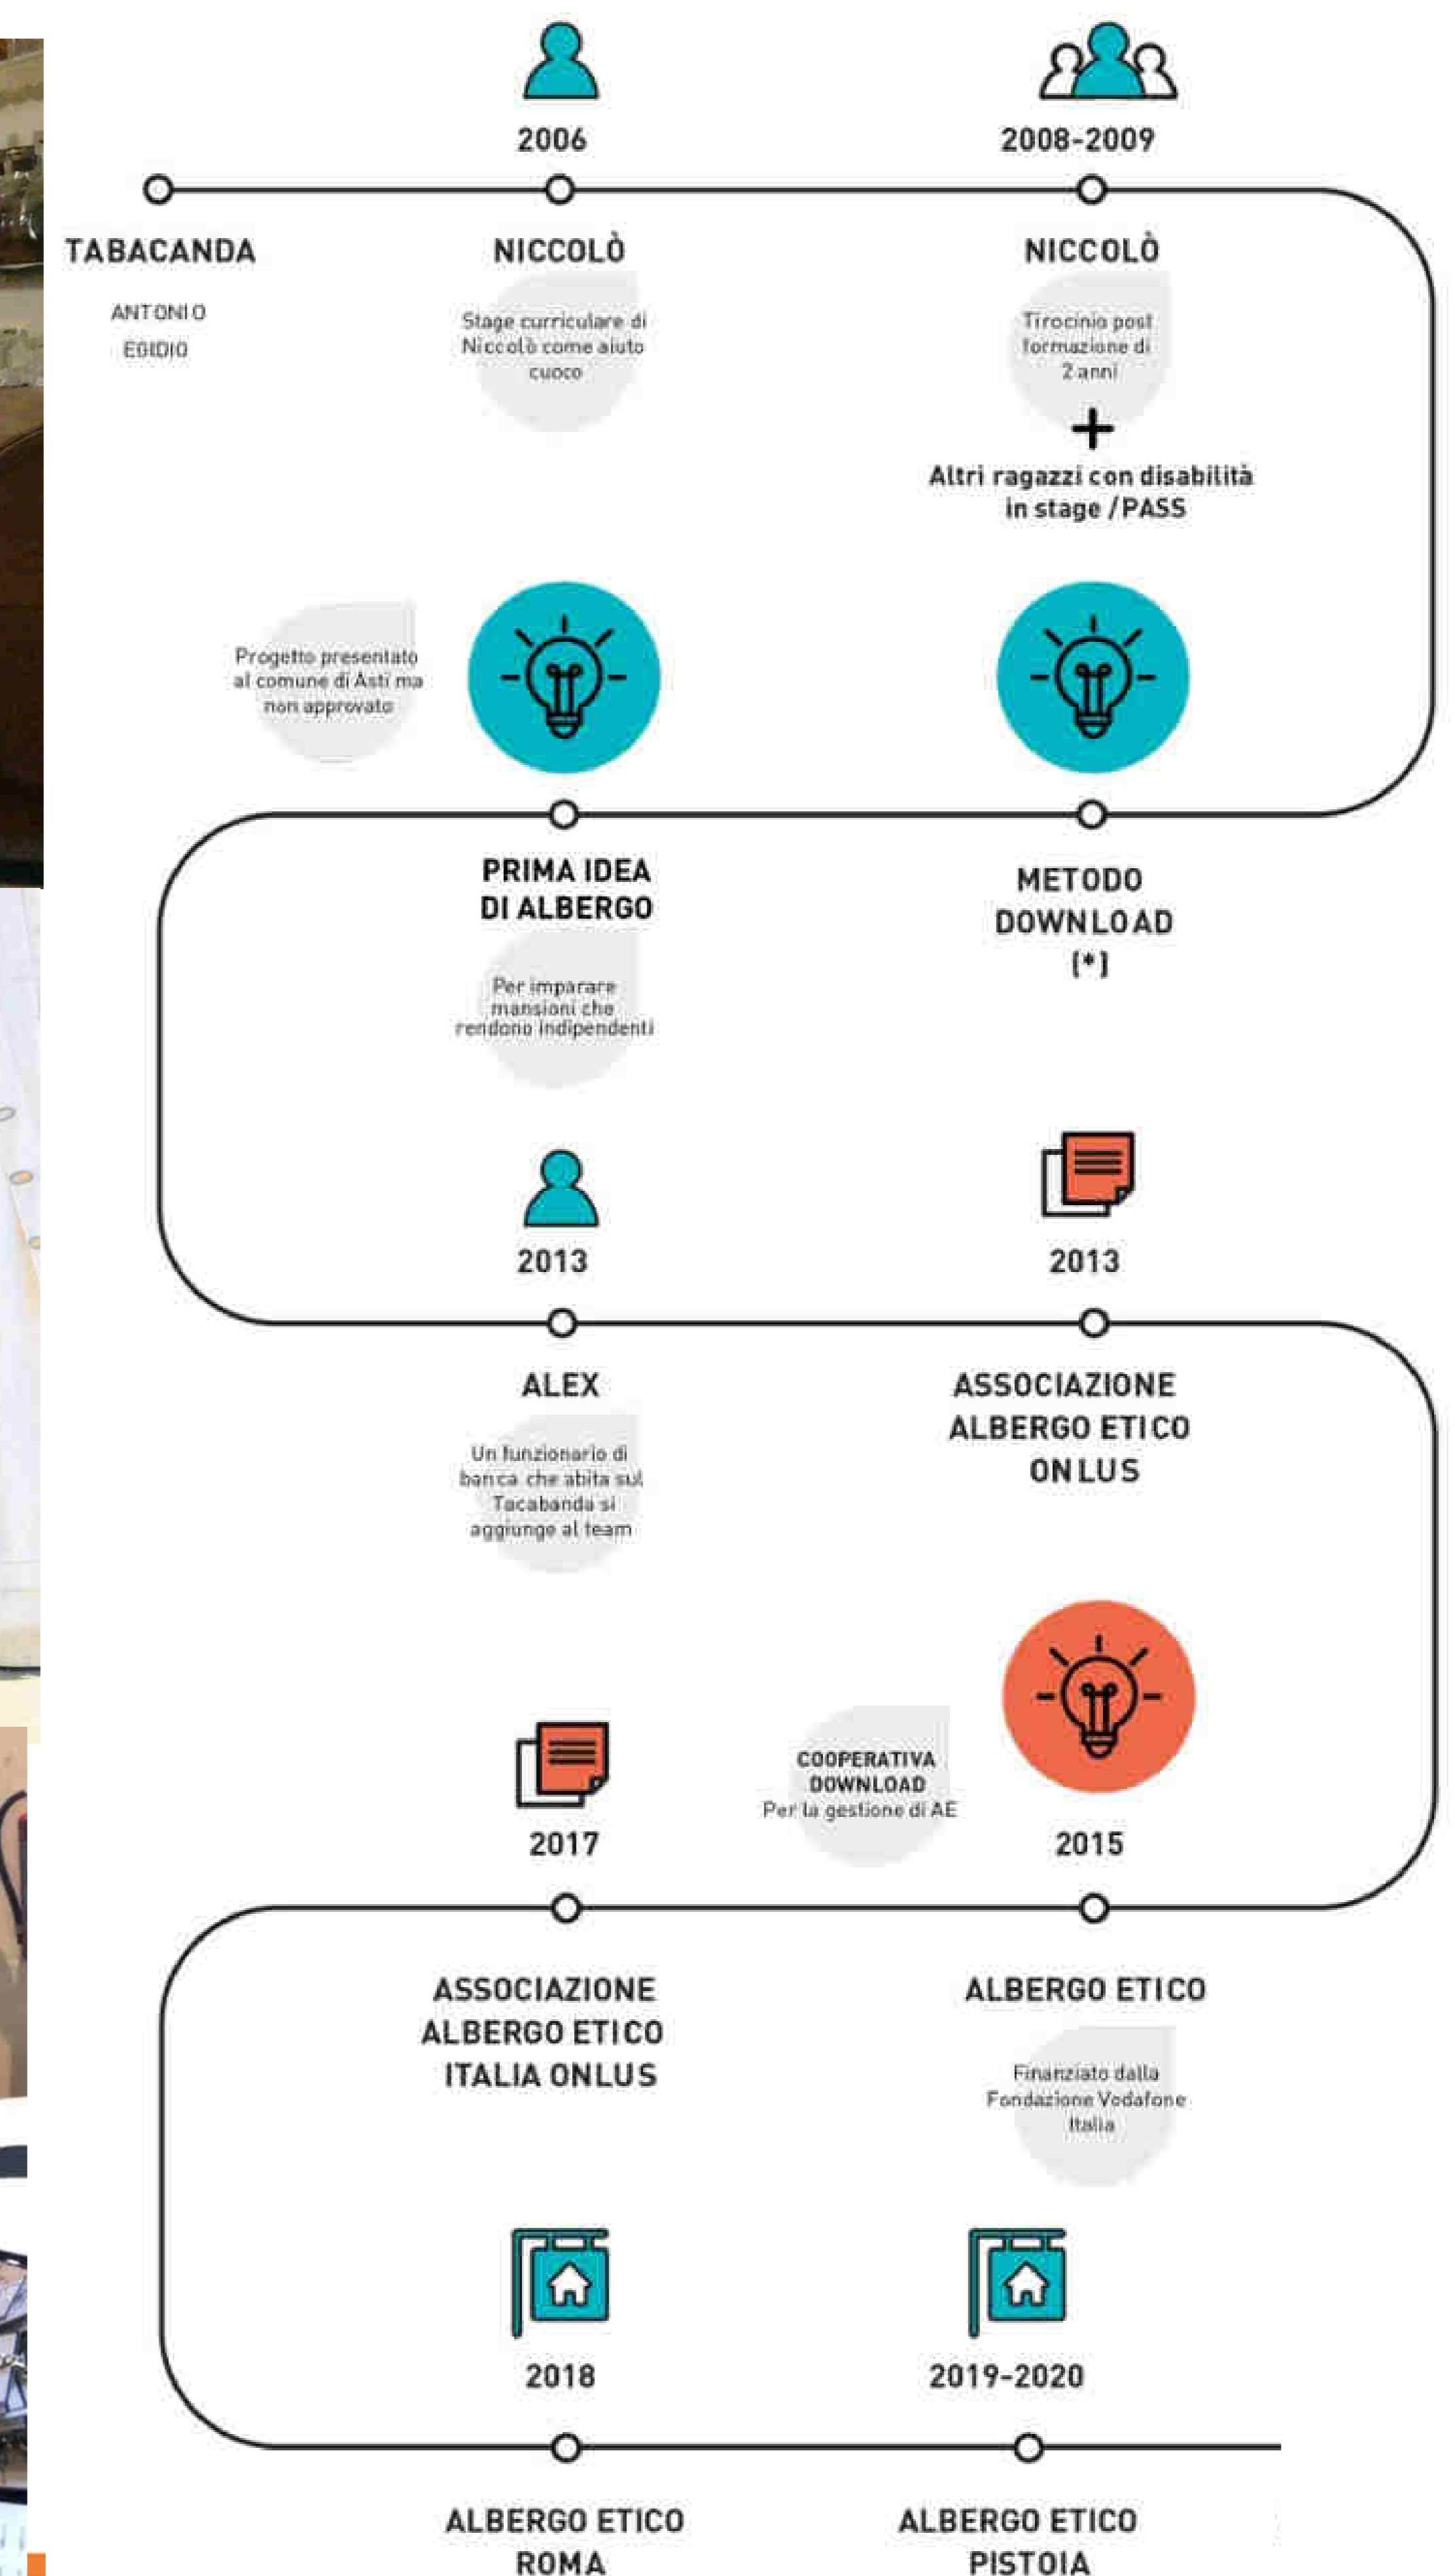 2006
2008-2009
TABACANDA
ANTONIO
EGIDIO
NICCOLÒ
Stage curriculare di
Niccolò come aiuto
cuoco
NICCOLÒ
Tirocinio post
formazione di
2 anni
+
Altri ragazzi con disabilità
in stage /PASS
METODO
DOWNLOAD
(*)
Progetto presentato
al comune di Asti ma
non approvato
PRIMA IDEA
DI ALBERGO
Per imparare
mansioni che
rendono indipendenti
2013
ALEX
Un funzionario di
banca che abita sul
Tacabanda si
aggiunge al team
2013
ASSOCIAZIONE
ALBERGO ETICO
ONLUS
COOPERATIVA
DOWNLOAD
Per la gestione di AE
2015
ALBERGO ETICO
Finanziato dalla
Fondazione Vodafone
Italia
2017
ASSOCIAZIONE
ALBERGO ETICO
ITALIA ONLUS
2018
ALBERGO ETICO
ROMA
2019-2020
ALBERGO ETICO
PISTOIA